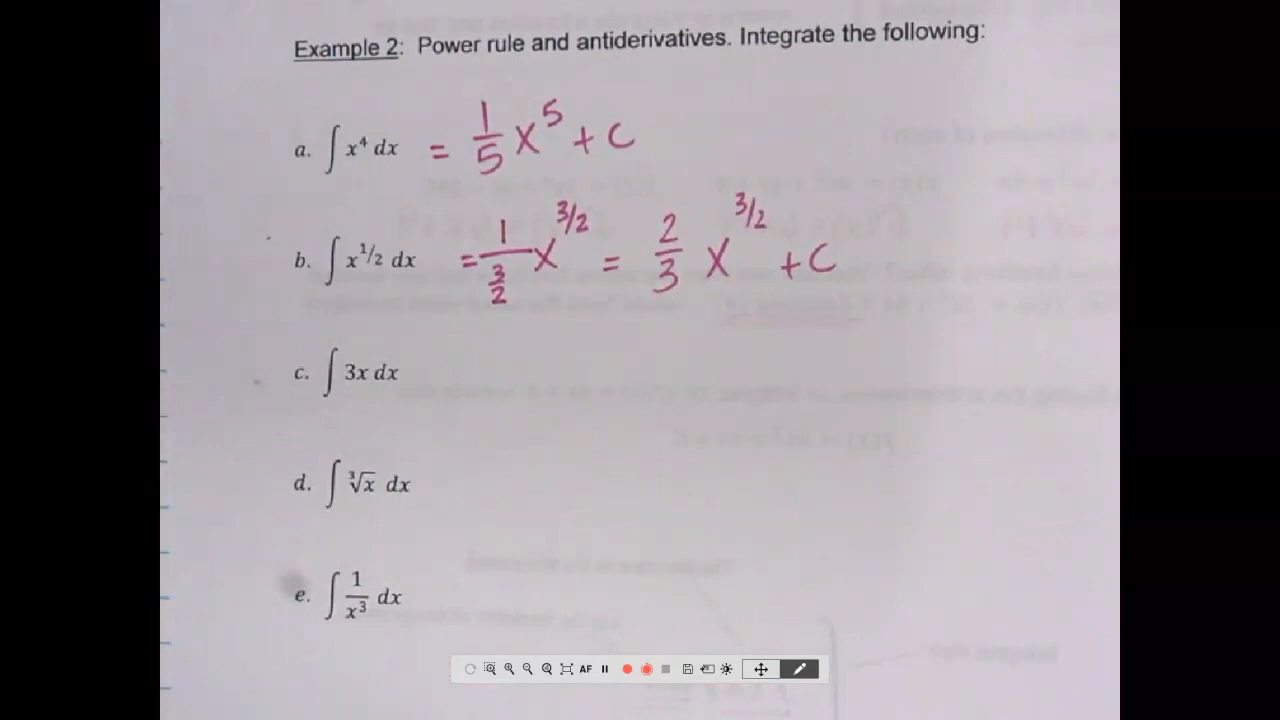 Example 2: Power rule and antiderivatives. Integrate the following:
a. ∫ x⁴ dx = 1/5 x⁵ + C
b. ∫ x^(1/2) dx = 1/(3/2) x^(3/2) = 2/3 x^(3/2) + C
c. ∫ 3x dx
d. ∫ ∛x dx
e. ∫ 1/x³ dx
AF